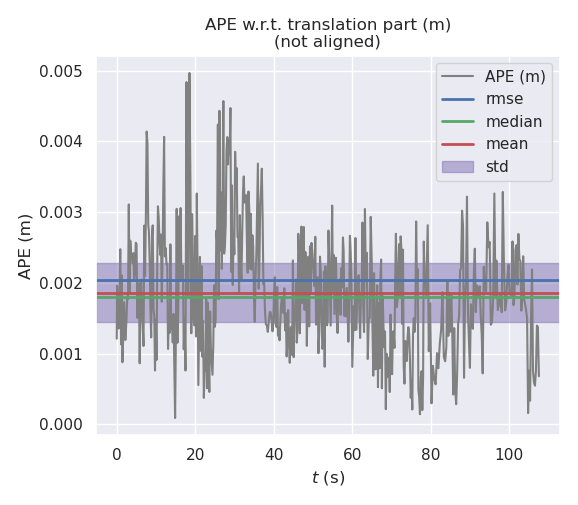 APE w.r.t. translation part (m)
(not aligned)
APE (m)
rmse
median
mean
std
0.005
0.004
0.003
0.002
0.001
0.000
APE (m)
0 20 40 60 80 100
t (s)